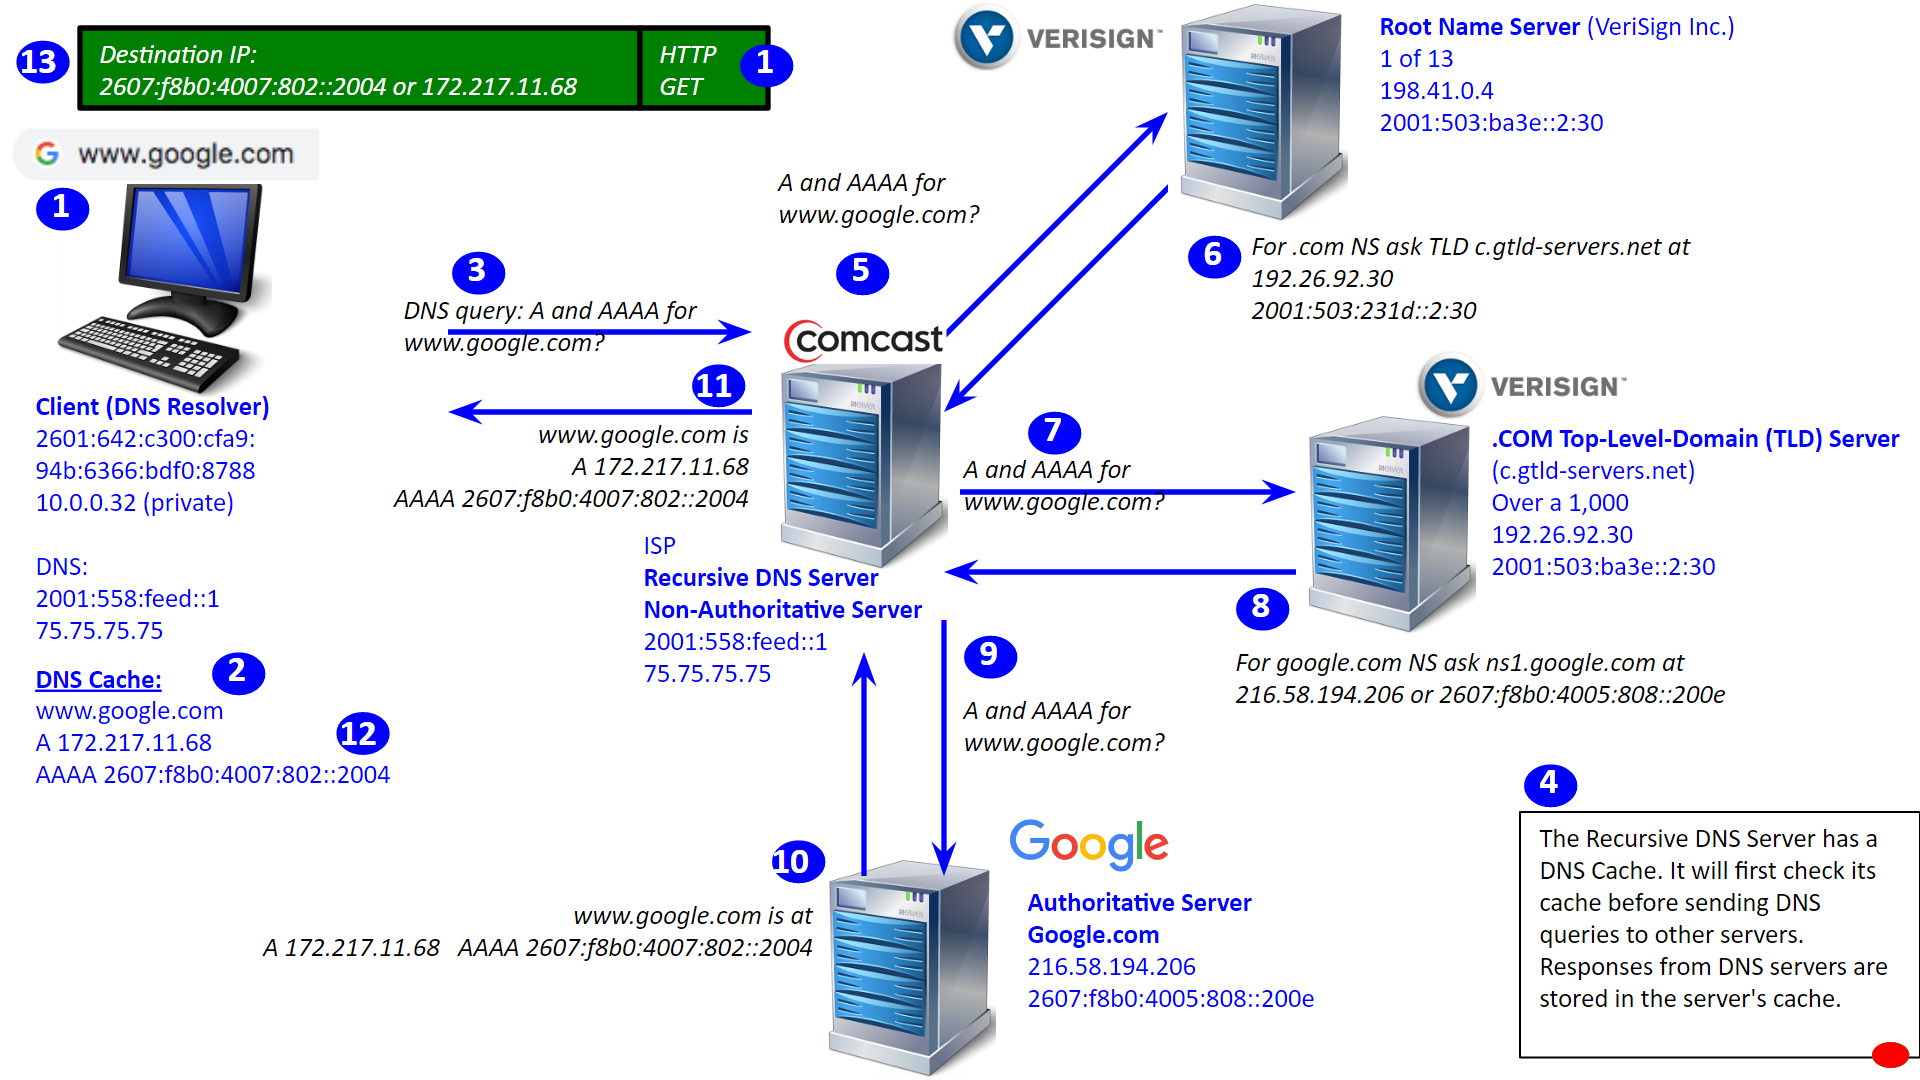 13
Destination IP:
2607:f8b0:4007:802::2004 or 172.217.11.68
HTTP
GET
1
www.google.com
1
Client (DNS Resolver)
2601:642:c300:cfa9:
94b:6366:bdf0:8788
10.0.0.32 (private)
DNS:
2001:558:feed::1
75.75.75.75
DNS Cache:
2
www.google.com
A 172.217.11.68
12
AAAA 2607:f8b0:4007:802::2004
3
DNS query: A and AAAA for
www.google.com?
11
www.google.com is
A 172.217.11.68
AAAA 2607:f8b0:4007:802::2004
A and AAAA for
www.google.com?
5
comcast
ISP
Recursive DNS Server
Non-Authoritative Server
2001:558:feed::1
75.75.75.75
VERISIGN™
Root Name Server (VeriSign Inc.)
1 of 13
198.41.0.4
2001:503:ba3e::2:30
6
For .com NS ask TLD c.gtld-servers.net at
192.26.92.30
2001:503:231d::2:30
7
A and AAAA for
www.google.com?
VERISIGN™
.COM Top-Level-Domain (TLD) Server
(c.gtld-servers.net)
Over a 1,000
192.26.92.30
2001:503:ba3e::2:30
8
For google.com NS ask ns1.google.com at
216.58.194.206 or 2607:f8b0:4005:808::200e
9
A and AAAA for
www.google.com?
10
www.google.com is at
A 172.217.11.68 AAAA 2607:f8b0:4007:802::2004
Google
Authoritative Server
Google.com
216.58.194.206
2607:f8b0:4005:808::200e
4
The Recursive DNS Server has a
DNS Cache. It will first check its
cache before sending DNS
queries to other servers.
Responses from DNS servers are
stored in the server's cache.